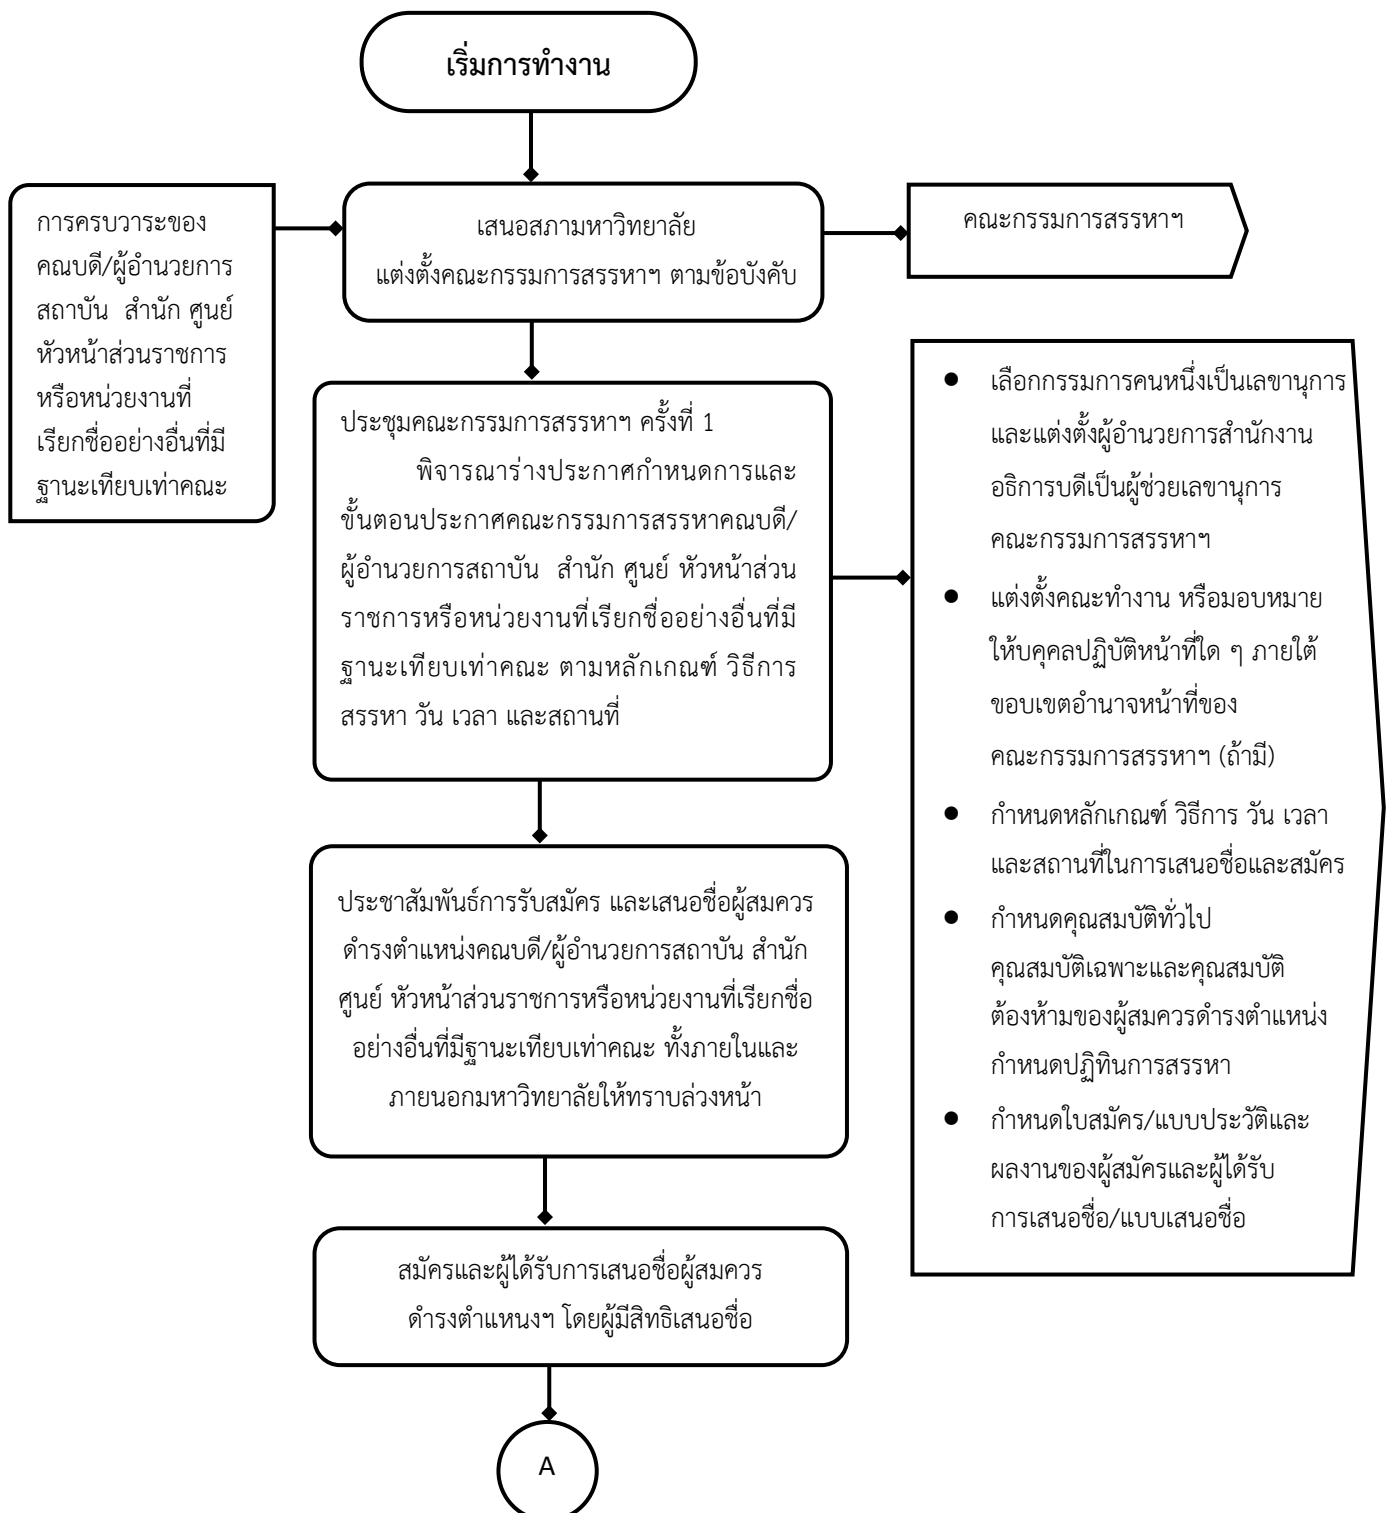 เริ่มการทำงาน
การครบวาระของ
คณบดี/ผู้อำนวยการ
สถาบัน สำนัก ศูนย์
หัวหน้าส่วนราชการ
หรือหน่วยงานที่
เรียกชื่ออย่างอื่นที่มี
ฐานะเทียบเท่าคณะ
เสนอสภามหาวิทยาลัย
แต่งตั้งคณะกรรมการสรรหาฯ ตามข้อบังคับ
คณะกรรมการสรรหาฯ
ประชุมคณะกรรมการสรรหาฯ ครั้งที่ 1
พิจารณาร่างประกาศกำหนดการและ
ขั้นตอนประกาศคณะกรรมการสรรหาคณบดี/
ผู้อำนวยการสถาบัน สำนัก ศูนย์ หัวหน้าส่วน
ราชการหรือหน่วยงานที่เรียกชื่ออย่างอื่นที่มี
ฐานะเทียบเท่าคณะ ตามหลักเกณฑ์ วิธีการ
สรรหา วัน เวลา และสถานที่
● เลือกกรรมการคนหนึ่งเป็นเลขานุการ
และแต่งตั้งผู้อำนวยการสำนักงาน
อธิการบดีเป็นผู้ช่วยเลขานุการ
คณะกรรมการสรรหาฯ
● แต่งตั้งคณะทำงาน หรือมอบหมาย
ให้บคุคลปฏิบัติหน้าที่ใด ๆ ภายใต้
ขอบเขตอำนาจหน้าที่ของ
คณะกรรมการสรรหาฯ (ถ้ามี)
● กำหนดหลักเกณฑ์ วิธีการ วัน เวลา
และสถานที่ในการเสนอชื่อและสมัคร
● กำหนดคุณสมบัติทั่วไป
คุณสมบัติเฉพาะและคุณสมบัติ
ต้องห้ามของผู้สมควรดำรงตำแหน่ง
กำหนดปฏิทินการสรรหา
● กำหนดใบสมัคร/แบบประวัติและ
ผลงานของผู้สมัครและผู้ได้รับ
การเสนอชื่อ/แบบเสนอชื่อ
ประชาสัมพันธ์การรับสมัคร และเสนอชื่อผู้สมควร
ดำรงตำแหน่งคณบดี/ผู้อำนวยการสถาบัน สำนัก
ศูนย์ หัวหน้าส่วนราชการหรือหน่วยงานที่เรียกชื่อ
อย่างอื่นที่มีฐานะเทียบเท่าคณะ ทั้งภายในและ
ภายนอกมหาวิทยาลัยให้ทราบล่วงหน้า
สมัครและผู้ได้รับการเสนอชื่อผู้สมควร
ดำรงตำแหนงฯ โดยผู้มีสิทธิเสนอชื่อ
A